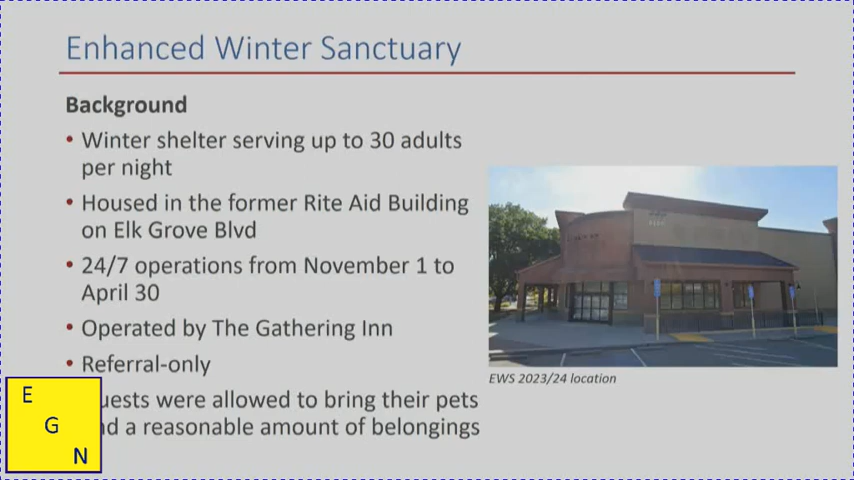 Enhanced Winter Sanctuary
Background
• Winter shelter serving up to 30 adults
per night
• Housed in the former Rite Aid Building
on Elk Grove Blvd
• 24/7 operations from November 1 to
April 30
• Operated by The Gathering Inn
• Referral-only
were allowed to bring their pets
a reasonable amount of belongings
EWS 2023/24 location
E
G
N